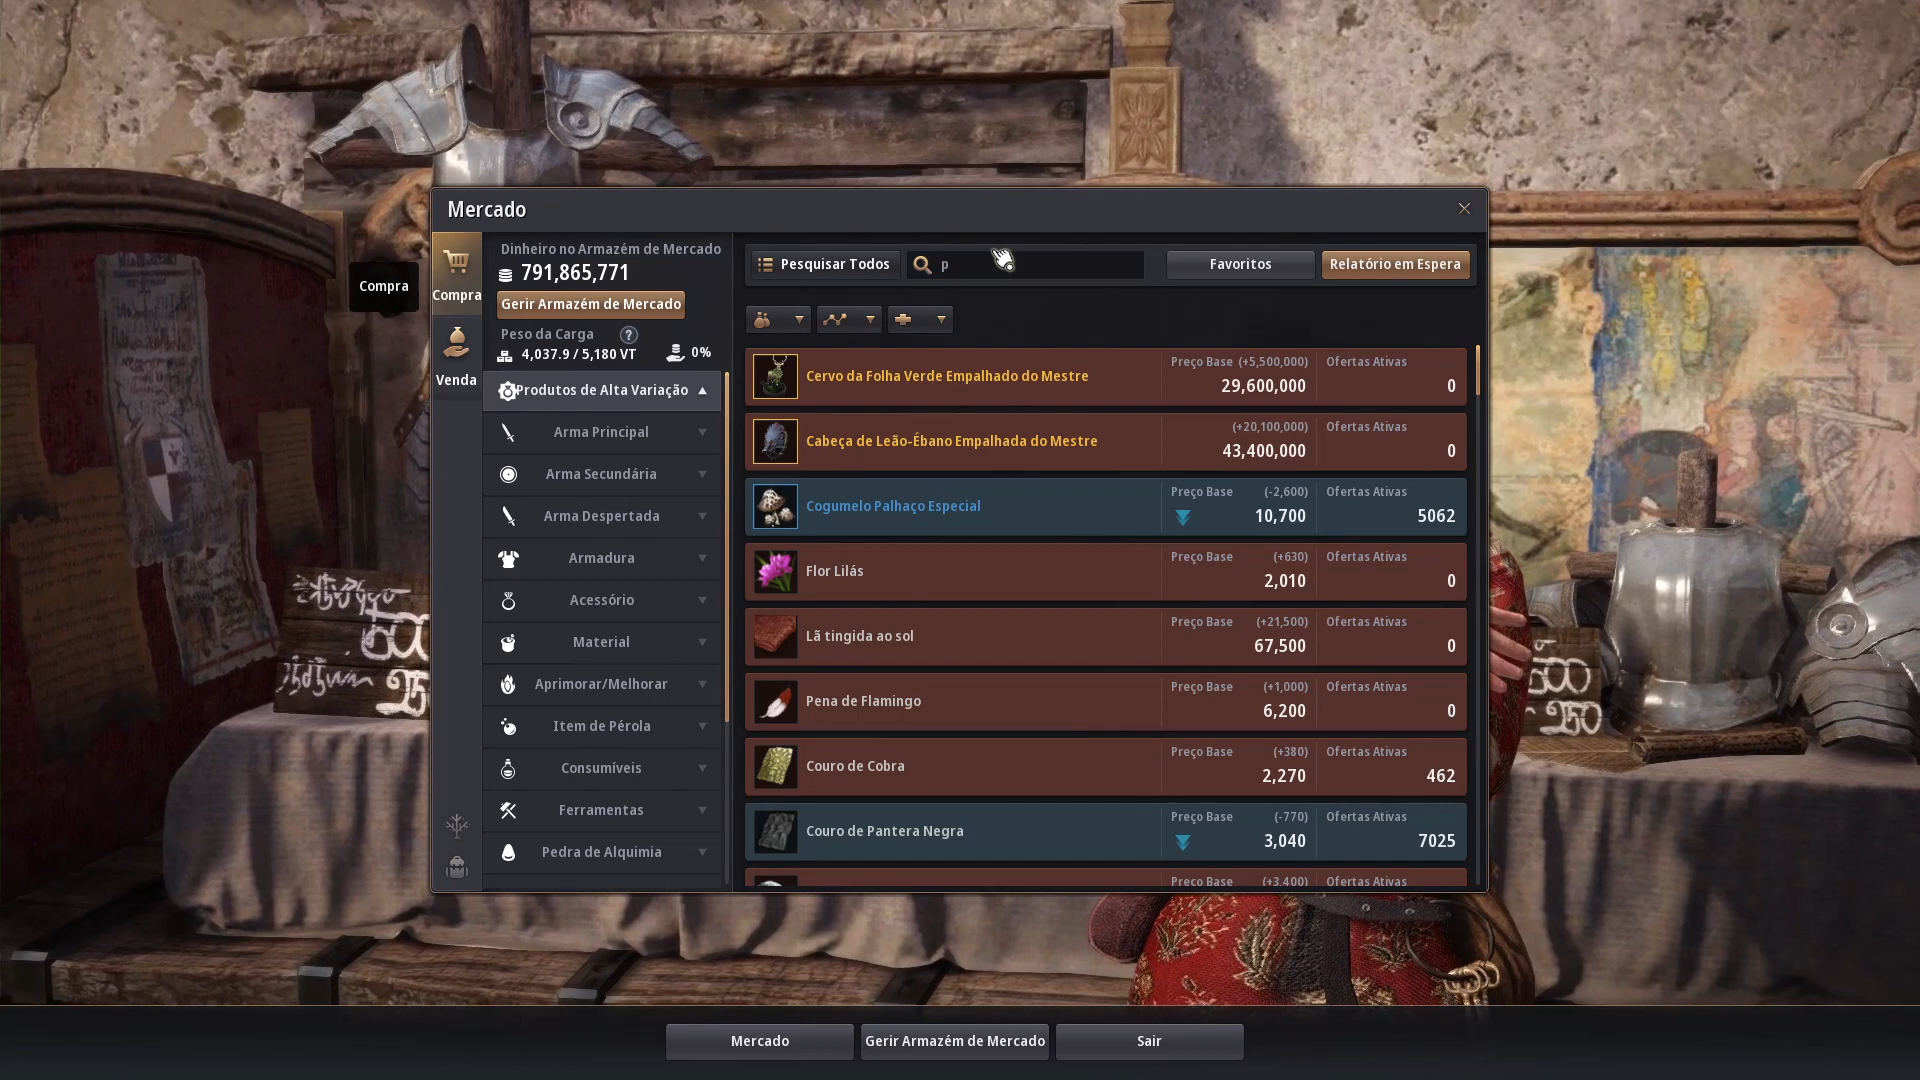 Mercado
Dinheiro no Armazém de Mercado
791,865,771
Gerir Armazém de Mercado
Peso da Carga ?
4,037.9 / 5,180 VT 0%
Compra
Compra
Venda
Produtos de Alta Variação
Arma Principal
Arma Secundária
Arma Despertada
Armadura
Acessório
Material
Aprimorar/Melhorar
Item de Pérola
Consumíveis
Ferramentas
Pedra de Alquimia
Pesquisar Todos
p
Favoritos
Relatório em Espera
Cervo da Folha Verde Empalhado do Mestre
Preço Base (+5,500,000)
29,600,000
Ofertas Ativas
0
Cabeça de Leão-Ébano Empalhada do Mestre
(+20,100,000)
43,400,000
Ofertas Ativas
0
Cogumelo Palhaço Especial
Preço Base (-2,600)
10,700
Ofertas Ativas
5062
Flor Lilás
Preço Base (+630)
2,010
Ofertas Ativas
0
Lã tingida ao sol
Preço Base (+21,500)
67,500
Ofertas Ativas
0
Pena de Flamingo
Preço Base (+1,000)
6,200
Ofertas Ativas
0
Couro de Cobra
Preço Base (+380)
2,270
Ofertas Ativas
462
Couro de Pantera Negra
Preço Base (-770)
3,040
Ofertas Ativas
7025
Preço Base (+3,400)
Ofertas Ativas
Mercado
Gerir Armazém de Mercado
Sair